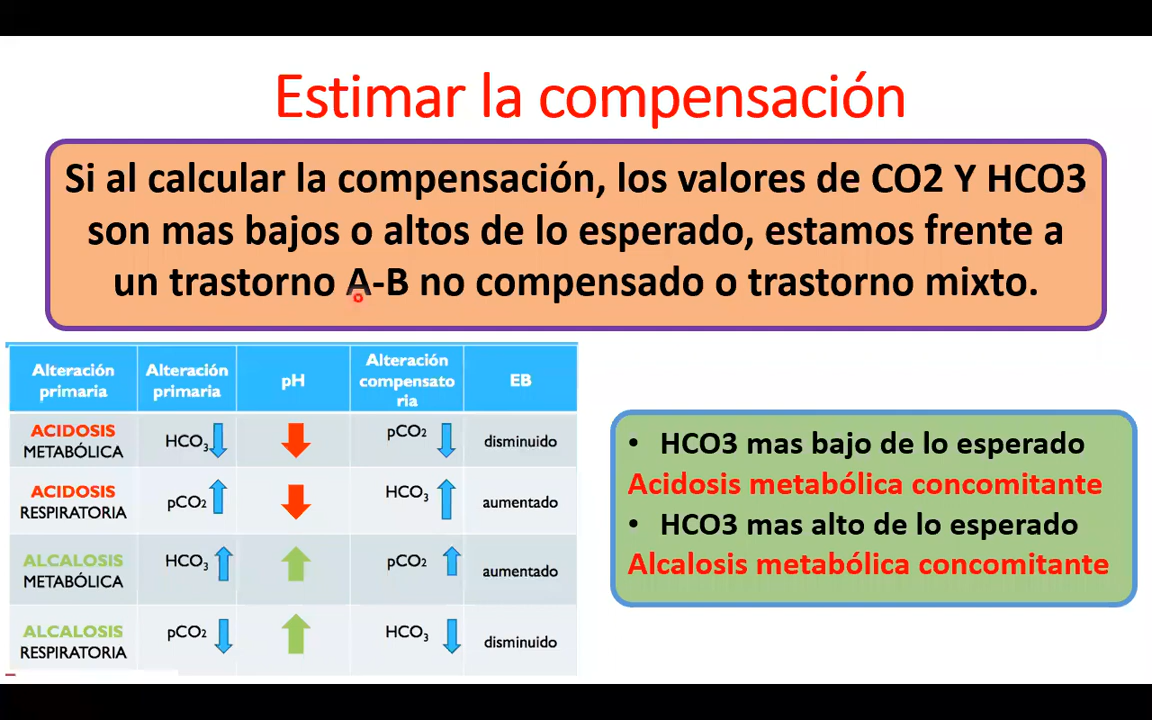 Estimar la compensación
Si al calcular la compensación, los valores de CO2 Y HCO3
son mas bajos o altos de lo esperado, estamos frente a
un trastorno A-B no compensado o trastorno mixto.
Alteración primaria
Alteración primaria
pH
Alteración compensato ria
EB
ACIDOSIS METABÓLICA
HCO₃
pCO₂
disminuido
ACIDOSIS RESPIRATORIA
pCO₂
HCO₃
aumentado
ALCALOSIS METABÓLICA
HCO₃
pCO₂
aumentado
ALCALOSIS RESPIRATORIA
pCO₂
HCO₃
disminuido
• HCO3 mas bajo de lo esperado
Acidosis metabólica concomitante
• HCO3 mas alto de lo esperado
Alcalosis metabólica concomitante